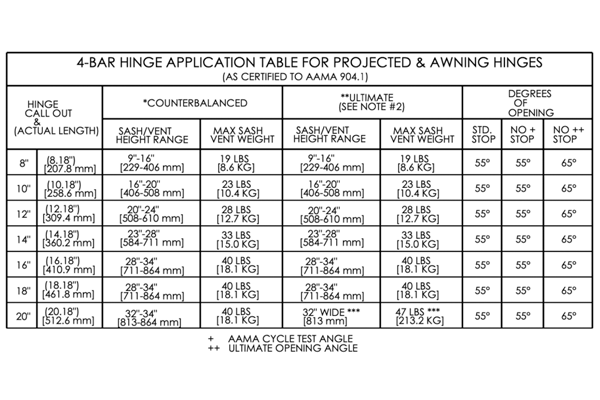 4-BAR HINGE APPLICATION TABLE FOR PROJECTED & AWNING HINGES
(AS CERTIFIED TO AAMA 904.1)
HINGE CALL OUT & (ACTUAL LENGTH) *COUNTERBALANCED **ULTIMATE (SEE NOTE #2) DEGREES OF OPENING
SASH/VENT HEIGHT RANGE MAX SASH VENT WEIGHT SASH/VENT HEIGHT RANGE MAX SASH VENT WEIGHT STD. STOP NO + STOP NO ++ STOP
8" (8.18") [207.8 mm] 9"-16" [229-406 mm] 19 LBS [8.6 KG] 9"-16" [229-406 mm] 19 LBS [8.6 KG] 55° 55° 65°
10" (10.18") [258.6 mm] 16"-20" [406-508 mm] 23 LBS [10.4 KG] 16"-20" [406-508 mm] 23 LBS [10.4 KG] 55° 55° 65°
12" (12.18") [309.4 mm] 20"-24" [508-610 mm] 28 LBS [12.7 KG] 20"-24" [508-610 mm] 28 LBS [12.7 KG] 55° 55° 65°
14" (14.18") [360.2 mm] 23"-28" [584-711 mm] 33 LBS [15.0 KG] 23"-28" [584-711 mm] 33 LBS [15.0 KG] 55° 55° 65°
16" (16.18") [410.9 mm] 28"-34" [711-864 mm] 40 LBS [18.1 KG] 28"-34" [711-864 mm] 40 LBS [18.1 KG] 55° 55° 65°
18" (18.18") [461.8 mm] 28"-34" [711-864 mm] 40 LBS [18.1 KG] 28"-34" [711-864 mm] 40 LBS [18.1 KG] 55° 55° 65°
20" (20.18") [512.6 mm] 32"-34" [813-864 mm] 40 LBS [18.1 KG] 32" WIDE *** [813 mm] 47 LBS *** [213.2 KG] 55° 55° 65°
+ AAMA CYCLE TEST ANGLE
++ ULTIMATE OPENING ANGLE